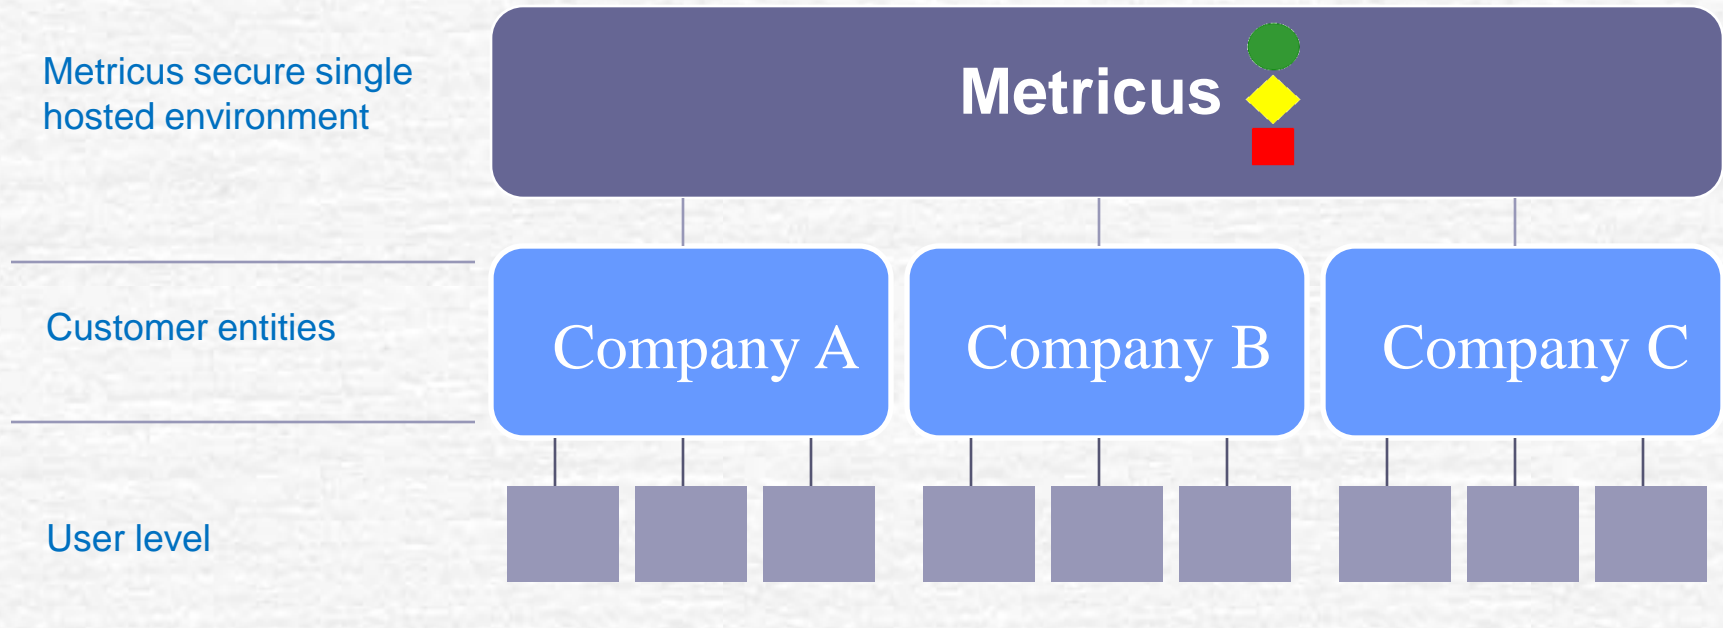 Metricus secure single
hosted environment
Metricus
Customer entities
Company A
Company B
Company C
User level